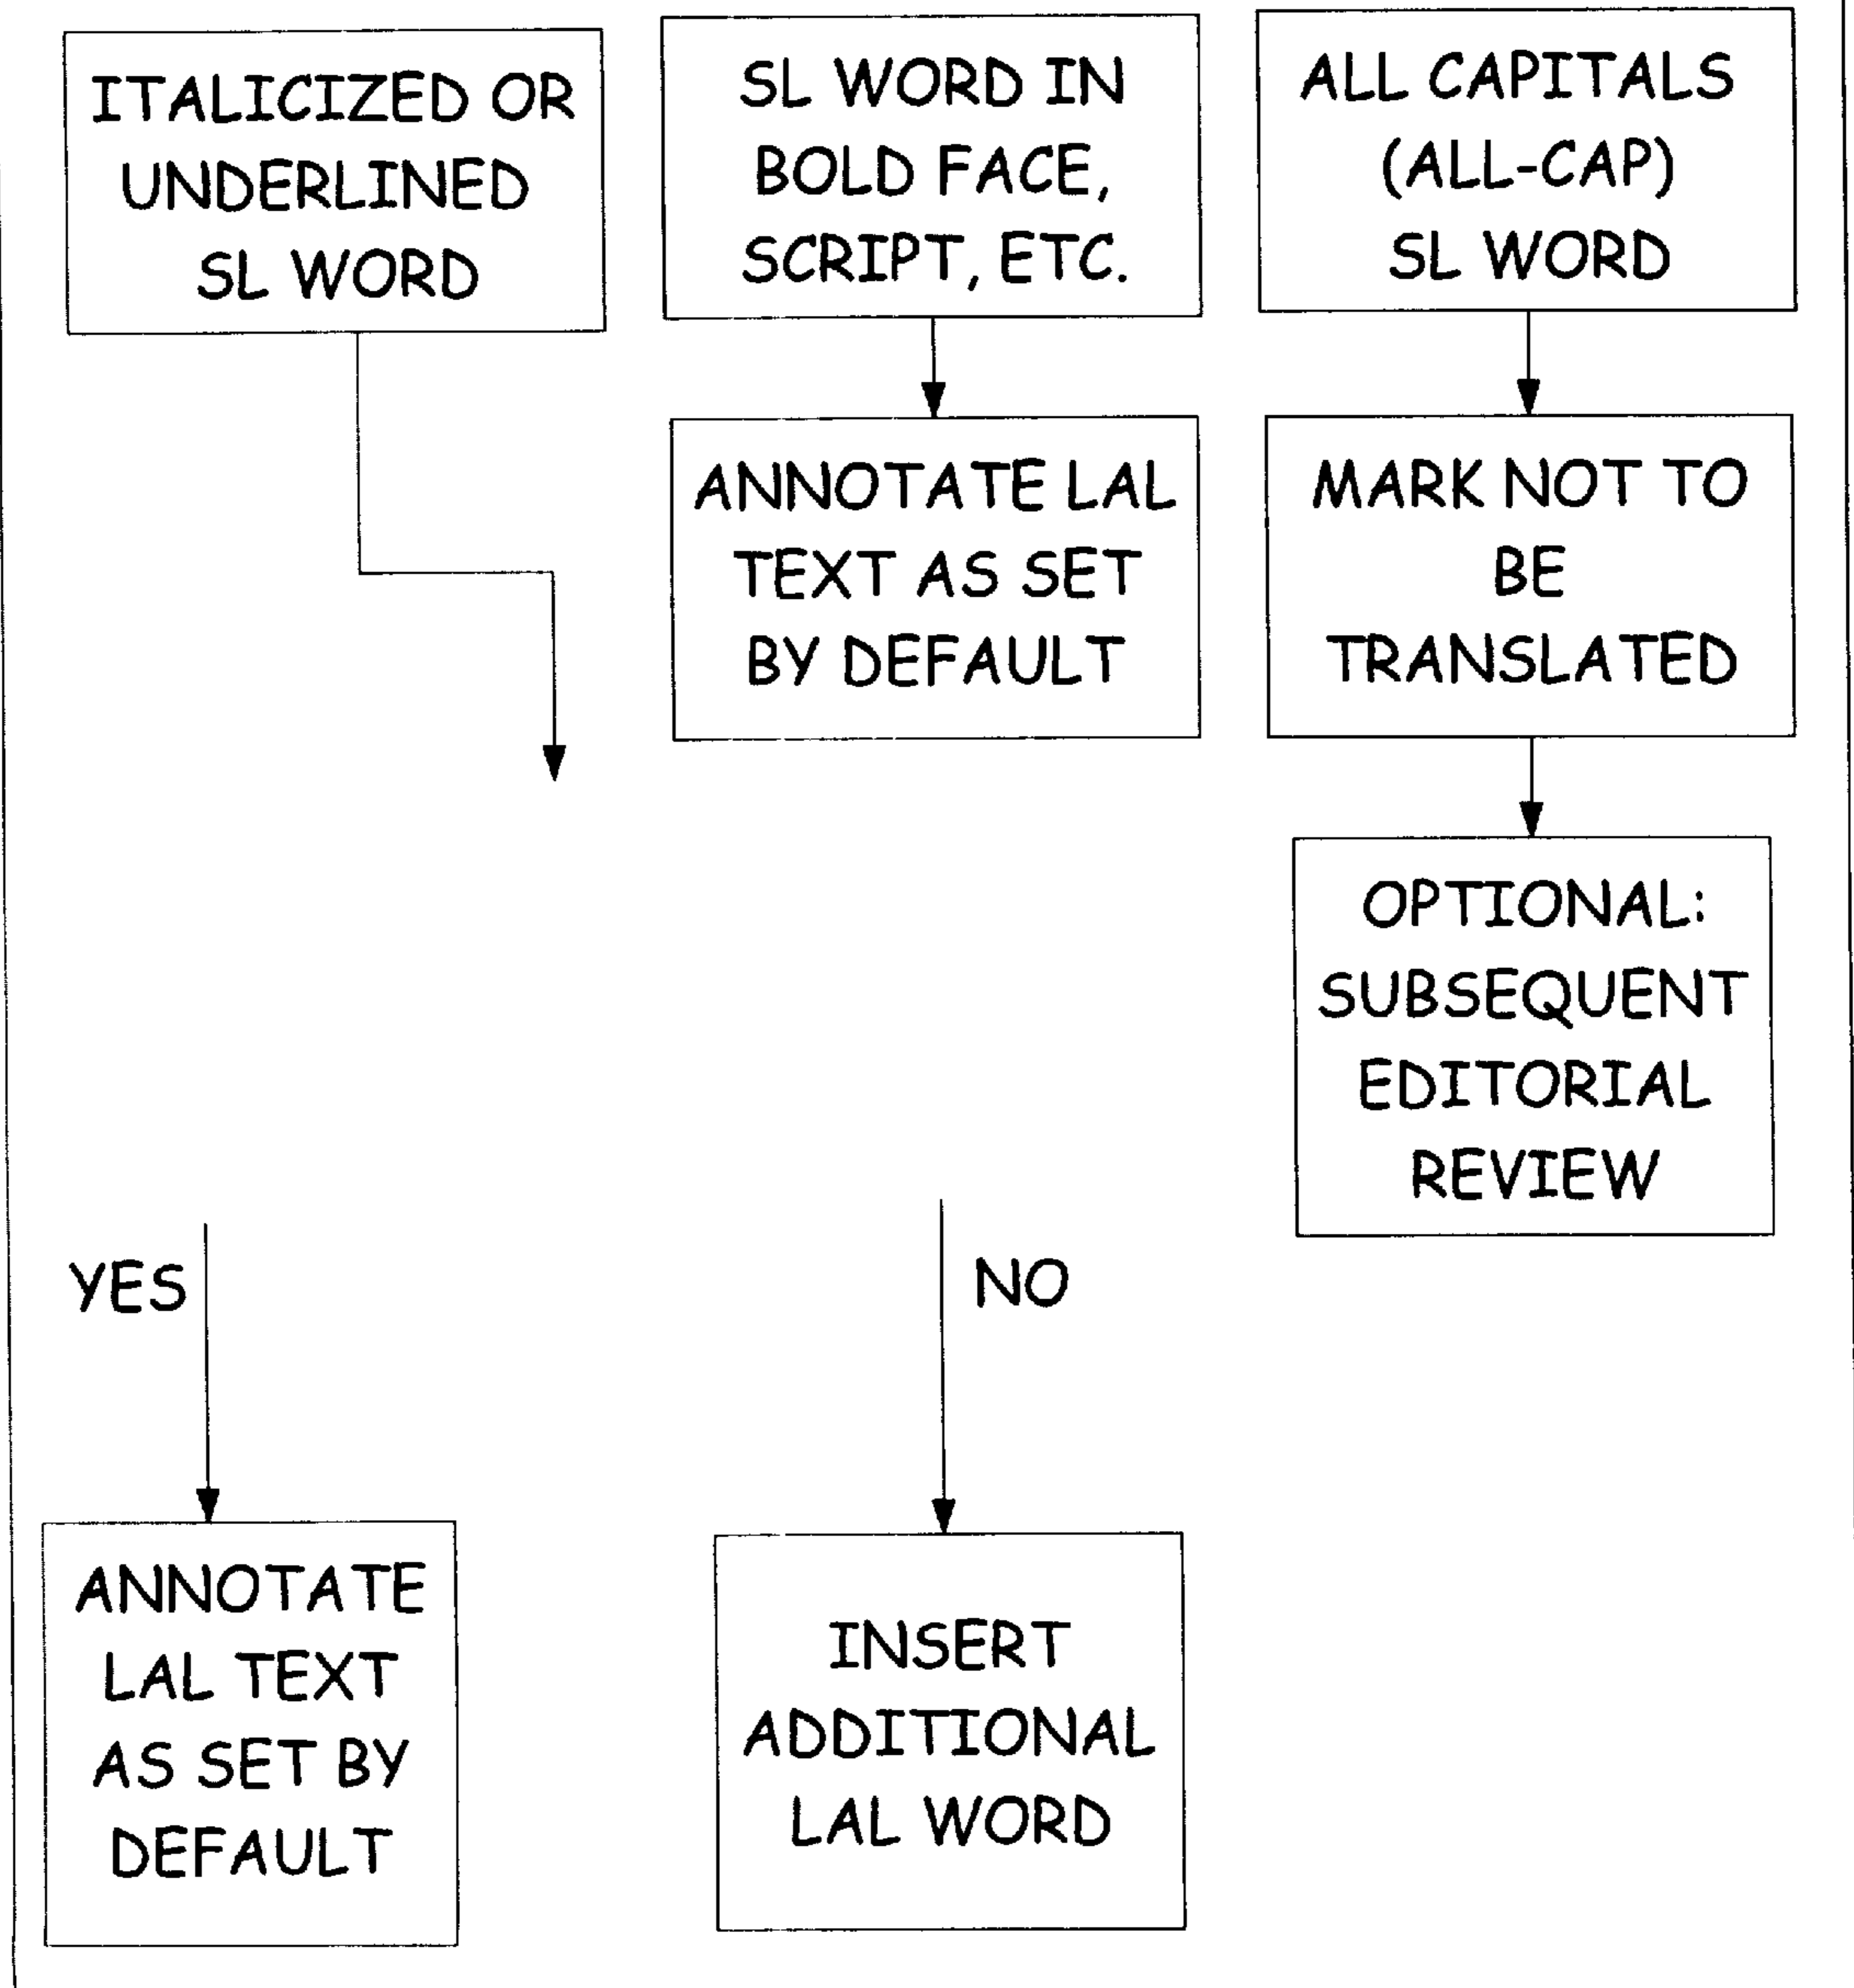 ITALICIZED OR
UNDERLINED
SL WORD
SL WORD IN
BOLD FACE,
SCRIPT, ETC.
ALL CAPITALS
(ALL-CAP)
SL WORD
ANNOTATE LAL
TEXT AS SET
BY DEFAULT
MARK NOT TO
BE
TRANSLATED
OPTIONAL:
SUBSEQUENT
EDITORIAL
REVIEW
YES
NO
ANNOTATE
LAL TEXT
AS SET BY
DEFAULT
INSERT
ADDITIONAL
LAL WORD